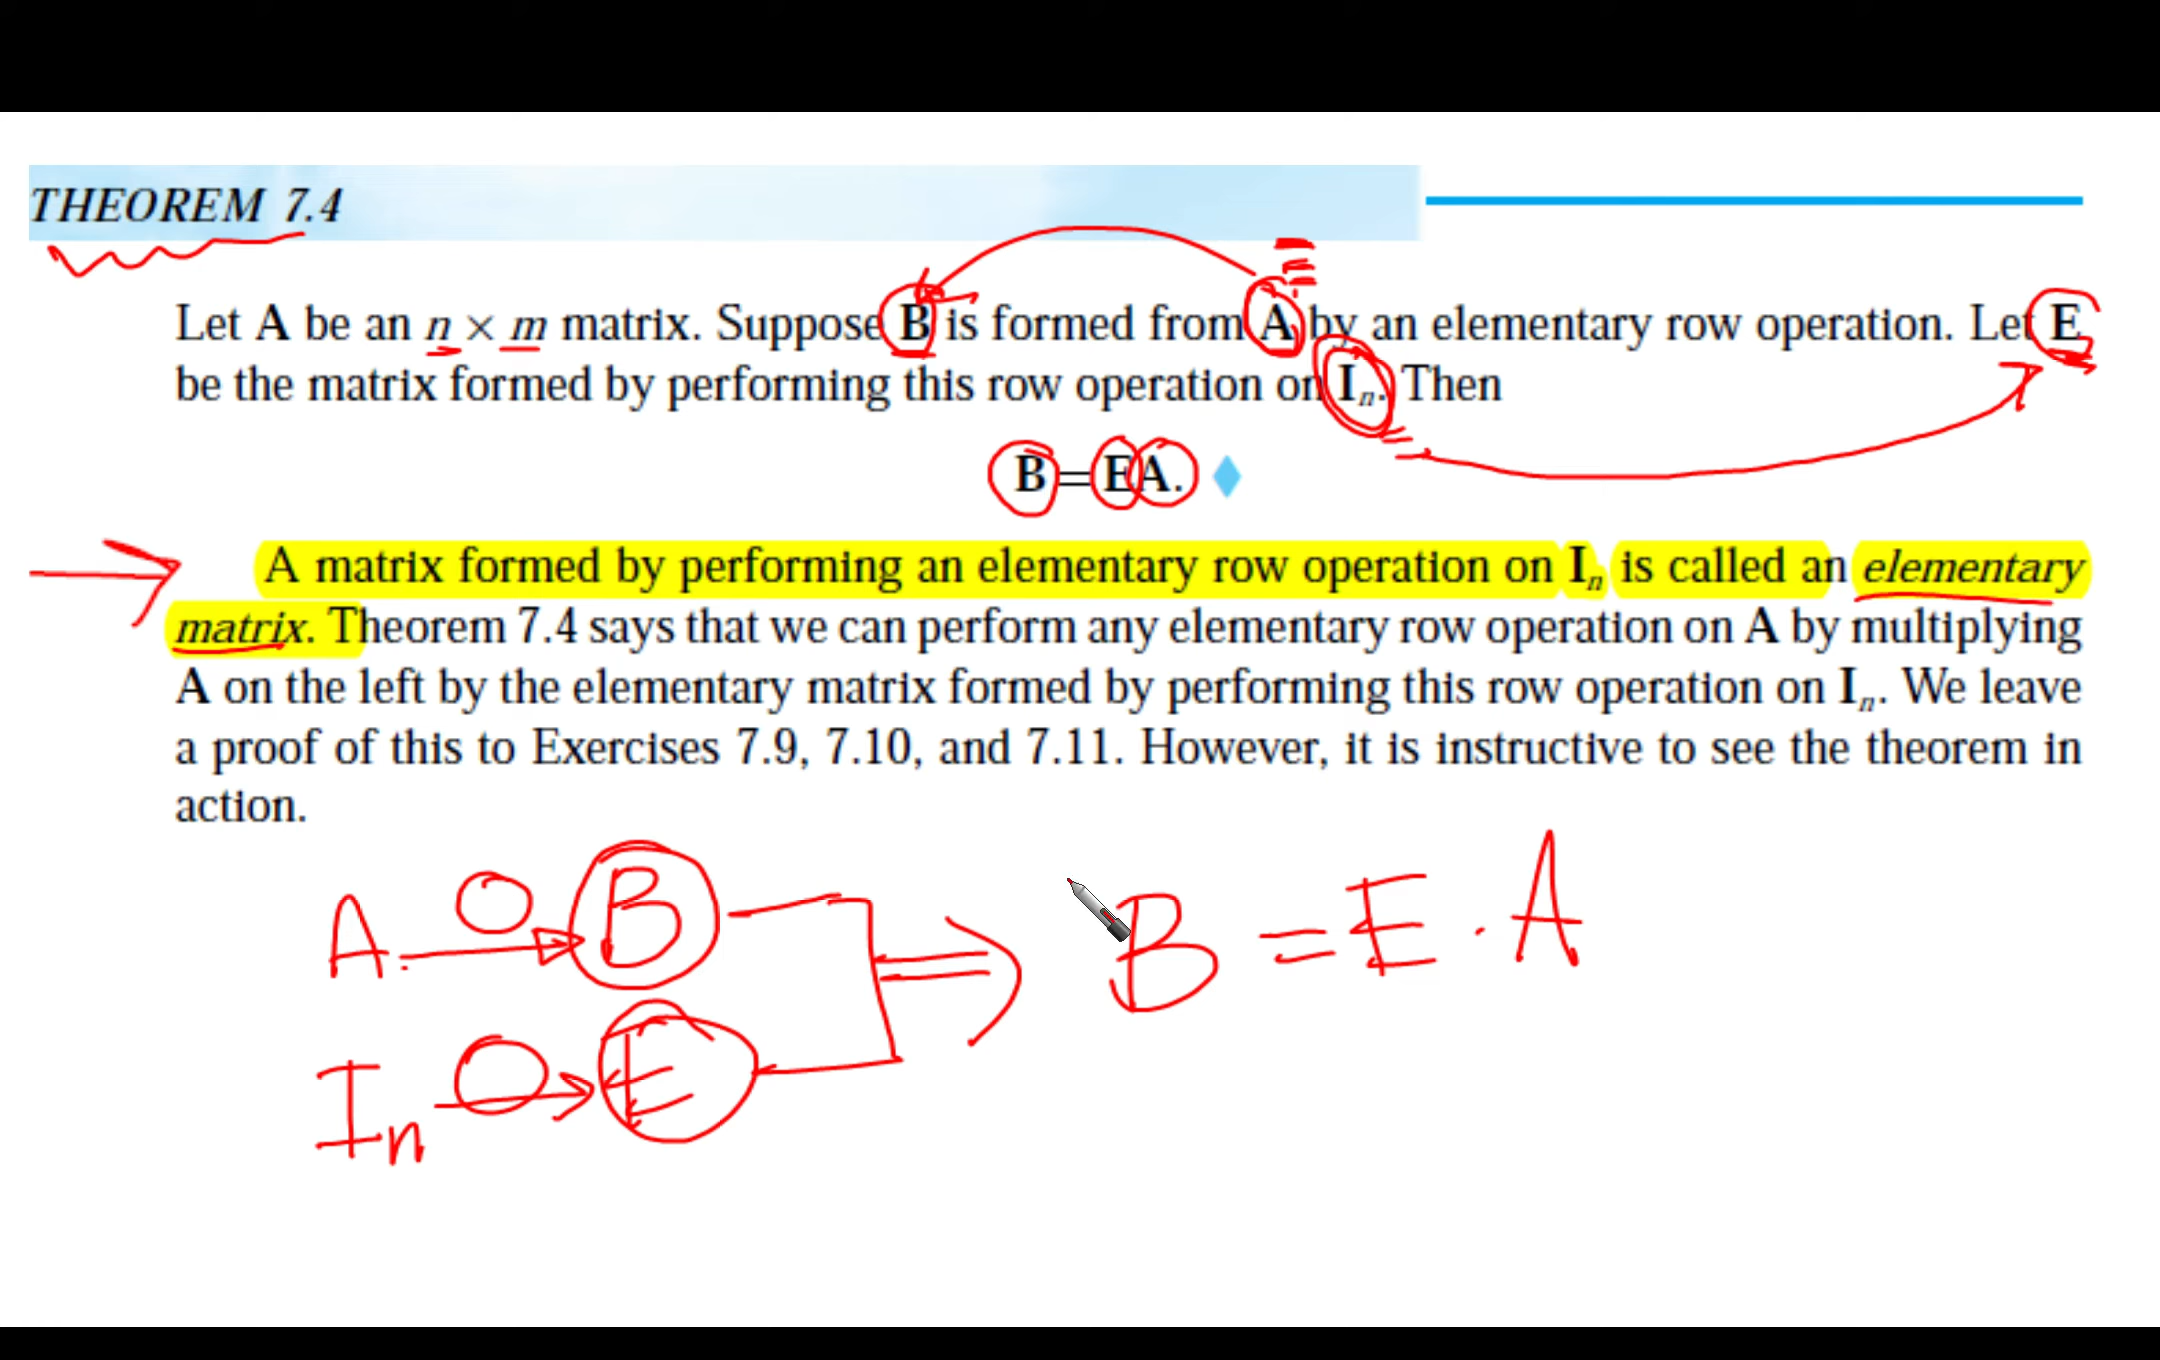 THEOREM 7.4
Let A be an n × m matrix. Suppose B is formed from A by an elementary row operation. Let E
be the matrix formed by performing this row operation on Iₙ. Then
B = EA.
A matrix formed by performing an elementary row operation on Iₙ is called an elementary
matrix. Theorem 7.4 says that we can perform any elementary row operation on A by multiplying
A on the left by the elementary matrix formed by performing this row operation on Iₙ. We leave
a proof of this to Exercises 7.9, 7.10, and 7.11. However, it is instructive to see the theorem in
action.
A → B
Iₙ → E
⇒ B = E · A